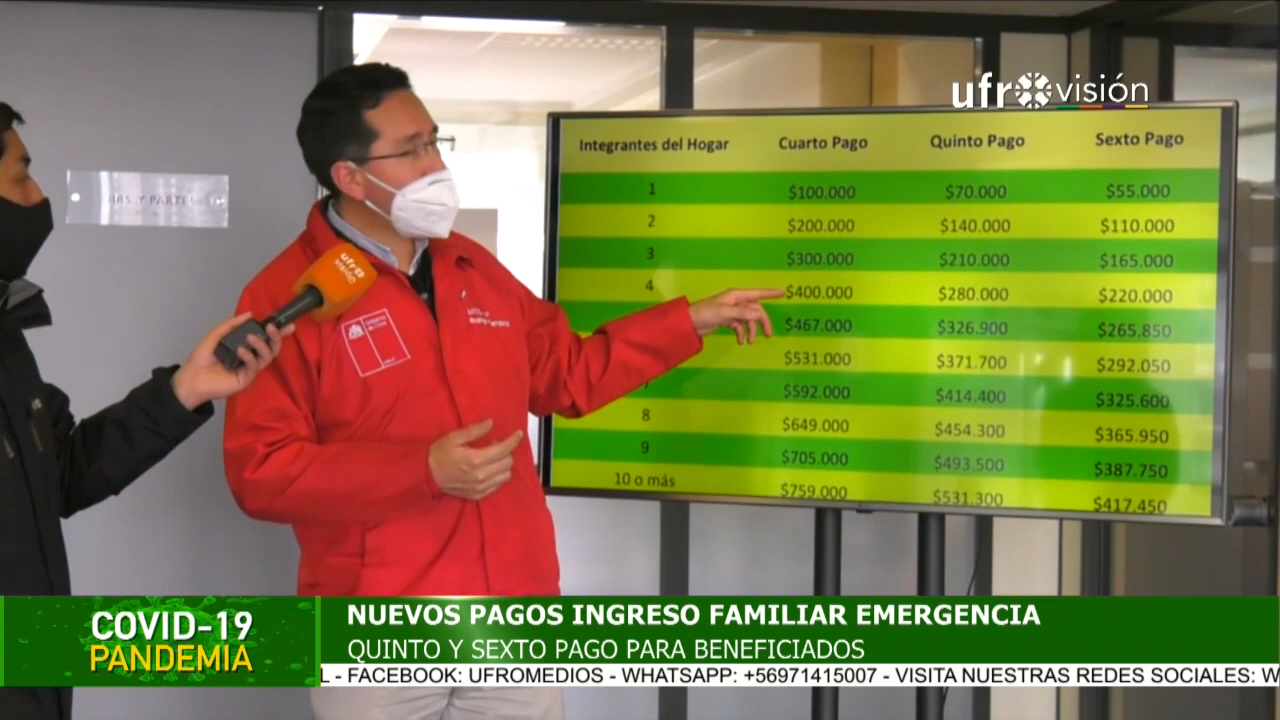 ufro visión
Integrantes del Hogar Cuarto Pago Quinto Pago Sexto Pago
1 $100.000 $70.000 $55.000
2 $200.000 $140.000 $110.000
3 $300.000 $210.000 $165.000
4 $400.000 $280.000 $220.000
$467.000 $326.900 $265.850
$531.000 $371.700 $292.050
$592.000 $414.400 $325.600
8 $649.000 $454.300 $365.950
9 $705.000 $493.500 $387.750
10 o más $759.000 $531.300 $417.450
Y PARTES
ufro
visión
COVID-19
PANDEMIA
NUEVOS PAGOS INGRESO FAMILIAR EMERGENCIA
QUINTO Y SEXTO PAGO PARA BENEFICIADOS
L - FACEBOOK: UFROMEDIOS - WHATSAPP: +56971415007 - VISITA NUESTRAS REDES SOCIALES: W